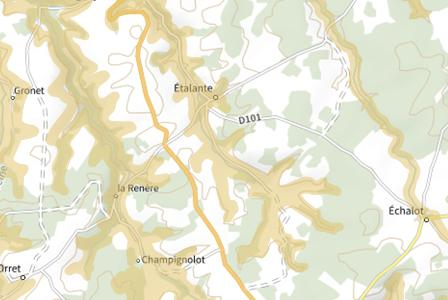 Étalante
Gronet
D101
la Renère
Échalot
Champignolot
Orret